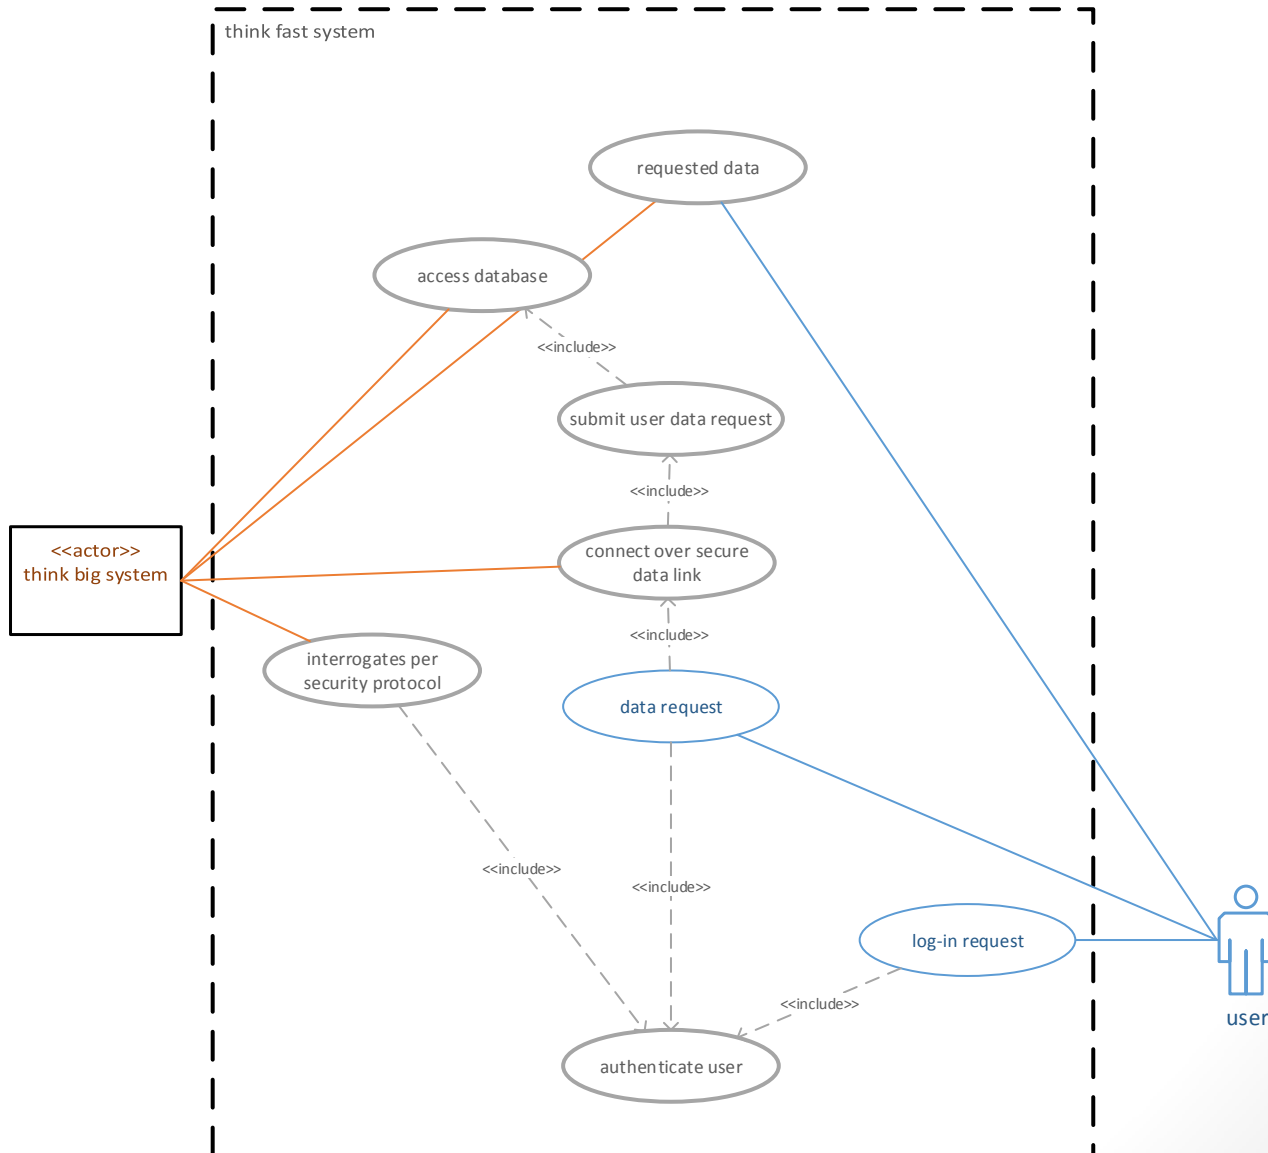 think fast system
requested data
access database
<<include>>
submit user data request
<<include>>
<<actor>>
think big system
connect over secure
data link
<<include>>
interrogates per
security protocol
data request
<<include>>
<<include>>
log-in request
<<include>>
user
authenticate user